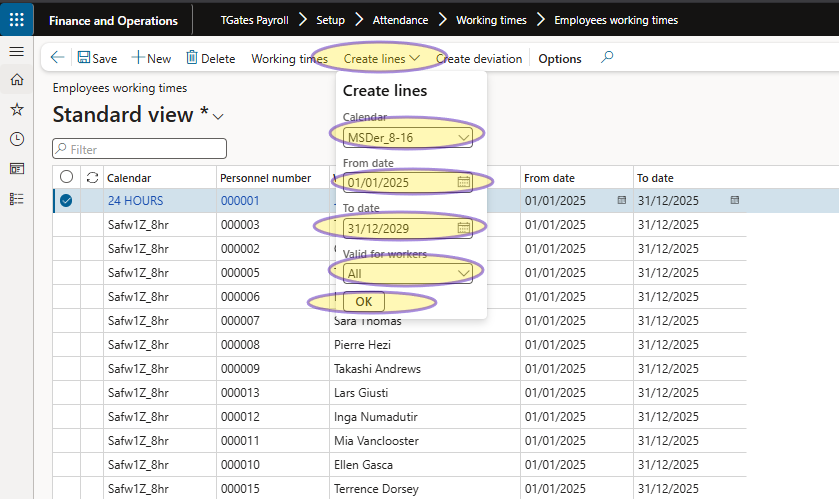 Finance and Operations TGates Payroll Setup Attendance Working times Employees working times
Save New Delete Working times Create lines Create deviation Options
Employees working times
Standard view *
Filter
Create lines
Calendar
MSDer_8-16
From date
01/01/2025
To date
31/12/2029
Valid for workers
All
OK
Calendar Personnel number From date To date
24 HOURS 000001 01/01/2025 31/12/2025
Safw1Z_8hr 000003 01/01/2025 31/12/2025
Safw1Z_8hr 000002 01/01/2025 31/12/2025
Safw1Z_8hr 000005 01/01/2025 31/12/2025
Safw1Z_8hr 000006 01/01/2025 31/12/2025
Safw1Z_8hr 000007 Sara Thomas 01/01/2025 31/12/2025
Safw1Z_8hr 000008 Pierre Hezi 01/01/2025 31/12/2025
Safw1Z_8hr 000009 Takashi Andrews 01/01/2025 31/12/2025
Safw1Z_8hr 000013 Lars Giusti 01/01/2025 31/12/2025
Safw1Z_8hr 000012 Inga Numadutir 01/01/2025 31/12/2025
Safw1Z_8hr 000011 Mia Vanclooster 01/01/2025 31/12/2025
Safw1Z_8hr 000010 Ellen Gasca 01/01/2025 31/12/2025
Safw1Z_8hr 000015 Terrence Dorsey 01/01/2025 31/12/2025